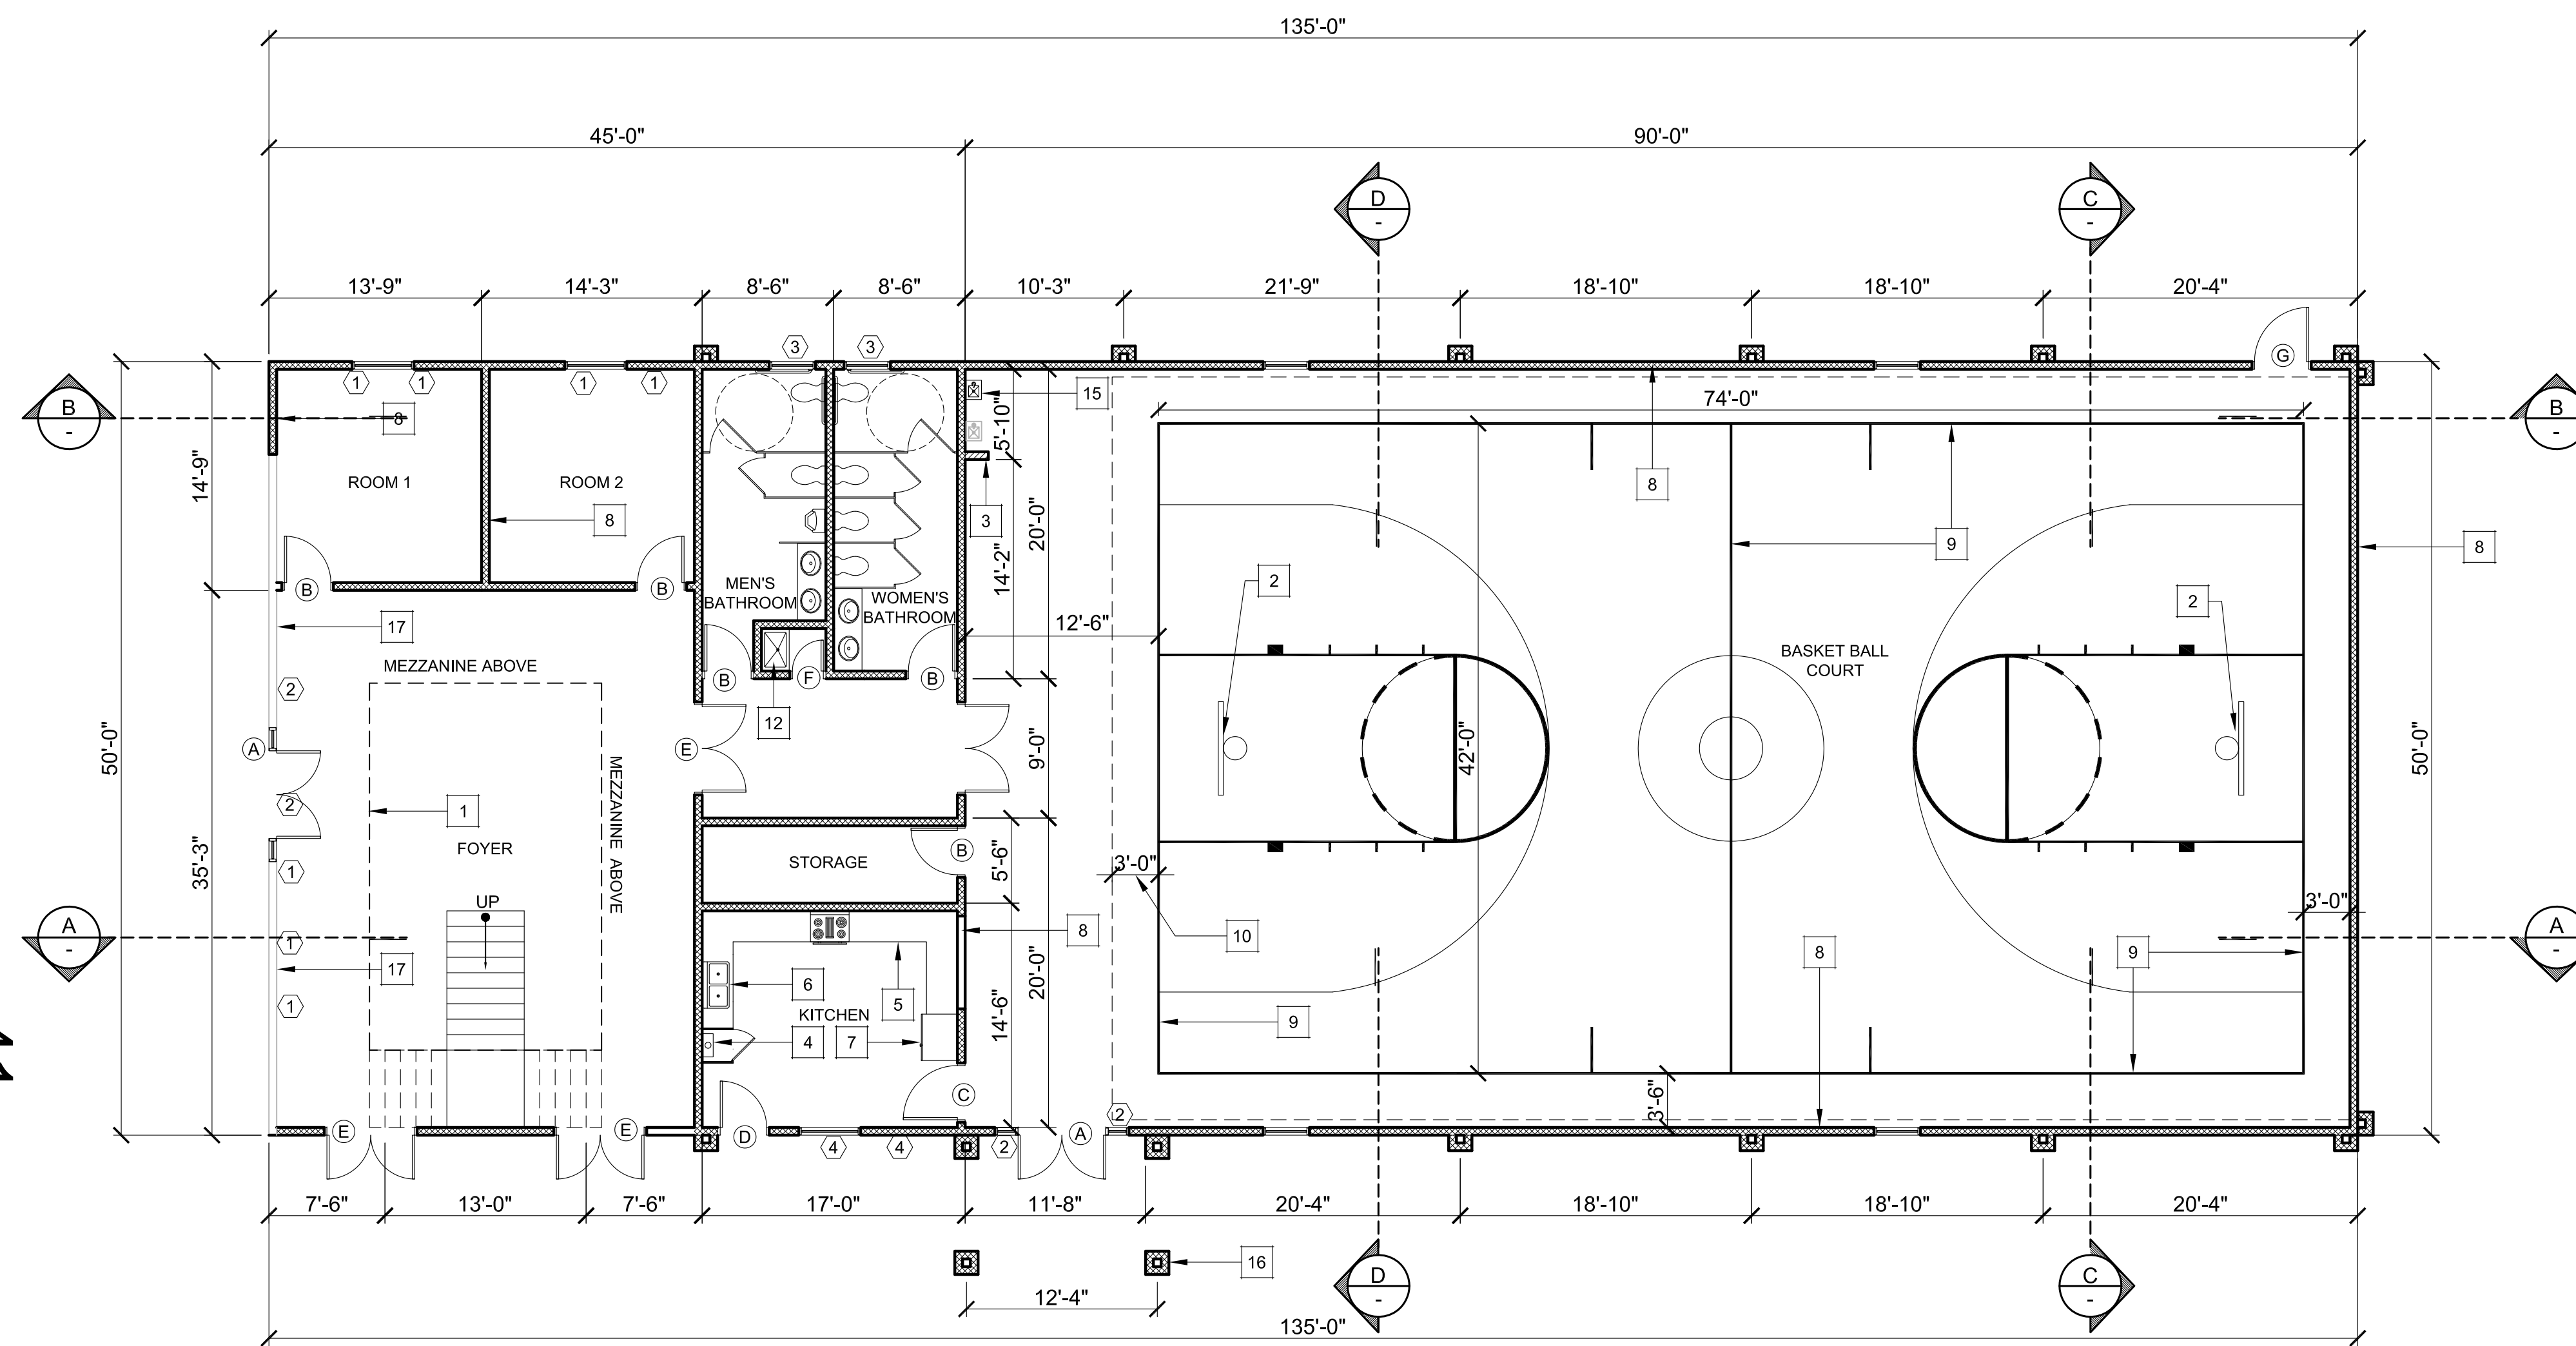 135'-0"
45'-0"
90'-0"
D
-
C
-
13'-9"
14'-3"
8'-6"
8'-6"
10'-3"
21'-9"
18'-10"
18'-10"
20'-4"
3
3
G
1
1
1
1
15
B
-
8
5'-10"
74'-0"
B
-
14'-9"
ROOM 1
ROOM 2
8
8
3
20'-0"
9
8
14'-2"
2
2
B
B
MEN'S
BATHROOM
WOMEN'S
BATHROOM
17
12'-6"
BASKET BALL
COURT
MEZZANINE ABOVE
B
F
B
2
12
50'-0"
A
E
9'-0"
42'-0"
50'-0"
MEZZANINE ABOVE
2
1
FOYER
STORAGE
B
5'-6"
3'-0"
1
35'-3"
UP
3'-0"
A
-
1
8
10
8
9
A
-
17
6
5
20'-0"
1
KITCHEN
14'-6"
9
4
7
C
3'-6"
2
E
E
D
4
4
2
A
7'-6"
13'-0"
7'-6"
17'-0"
11'-8"
20'-4"
18'-10"
18'-10"
20'-4"
16
D
-
C
-
12'-4"
135'-0"